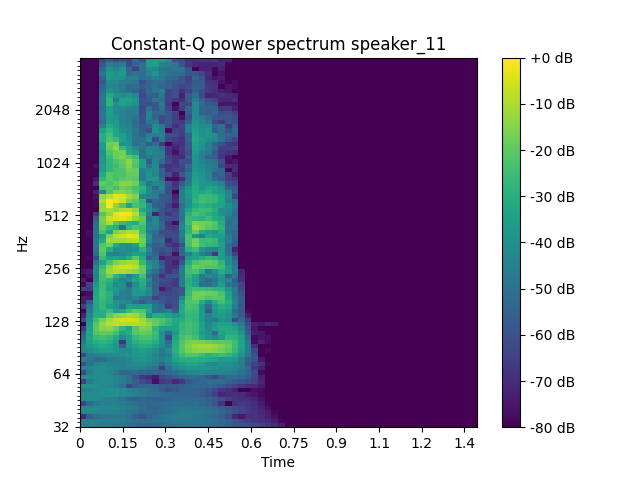 Constant-Q power spectrum speaker_11
Hz
2048
1024
512
256
128
64
32
0 0.15 0.3 0.45 0.6 0.75 0.9 1.1 1.2 1.4
Time
+0 dB
-10 dB
-20 dB
-30 dB
-40 dB
-50 dB
-60 dB
-70 dB
-80 dB